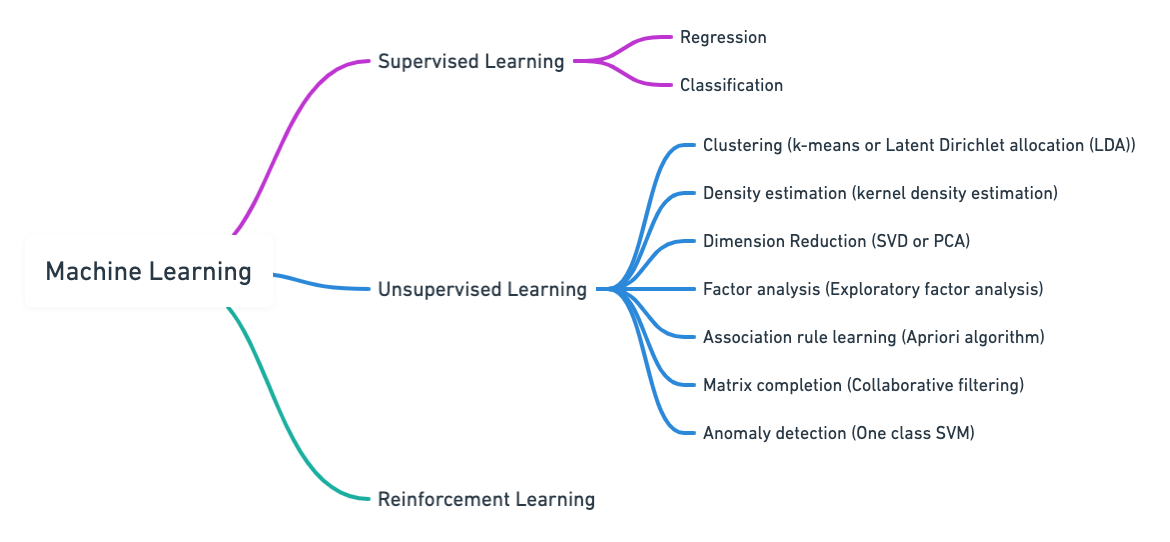 Machine Learning
Supervised Learning
Regression
Classification
Unsupervised Learning
Clustering (k-means or Latent Dirichlet allocation (LDA))
Density estimation (kernel density estimation)
Dimension Reduction (SVD or PCA)
Factor analysis (Exploratory factor analysis)
Association rule learning (Apriori algorithm)
Matrix completion (Collaborative filtering)
Anomaly detection (One class SVM)
Reinforcement Learning